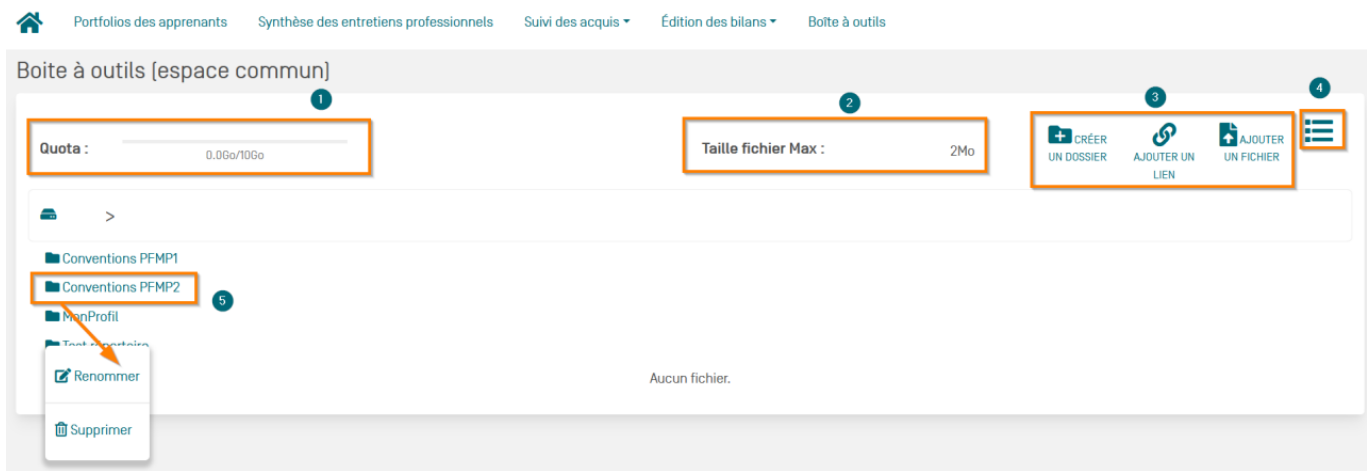 Portfolios des apprenants Synthèse des entretiens professionnels Suivi des acquis Édition des bilans Boîte à outils
Boite à outils (espace commun)
1
2
3
4
Quota :
0.0Go/10Go
Taille fichier Max :
2Mo
CRÉER
UN DOSSIER
AJOUTER UN
LIEN
AJOUTER
UN FICHIER
>
Conventions PFMP1
Conventions PFMP2
5
MonProfil
Test répertoire
Renommer
Aucun fichier.
Supprimer